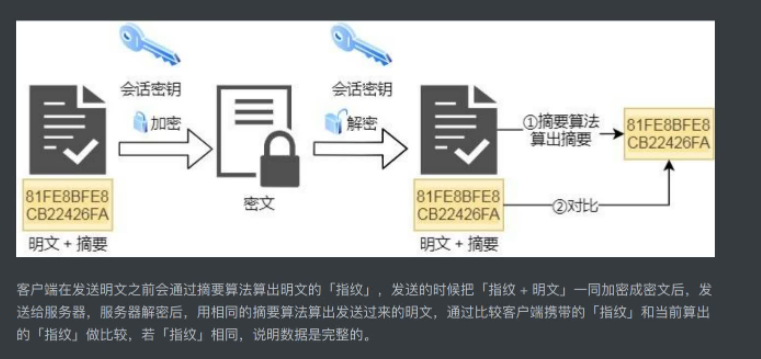 会话密钥
会话密钥
加密
解密
①摘要算法
算出摘要
81FE8BFE8
CB22426FA
81FE8BFE8
CB22426FA
密文
81FE8BFE8
CB22426FA
②对比
明文 + 摘要
明文 + 摘要
客户端在发送明文之前会通过摘要算法算出明文的「指纹」，发送的时候把「指纹 + 明文」一同加密成密文后，发
送给服务器，服务器解密后，用相同的摘要算法算出发送过来的明文，通过比较客户端携带的「指纹」和当前算出
的「指纹」做比较，若「指纹」相同，说明数据是完整的。